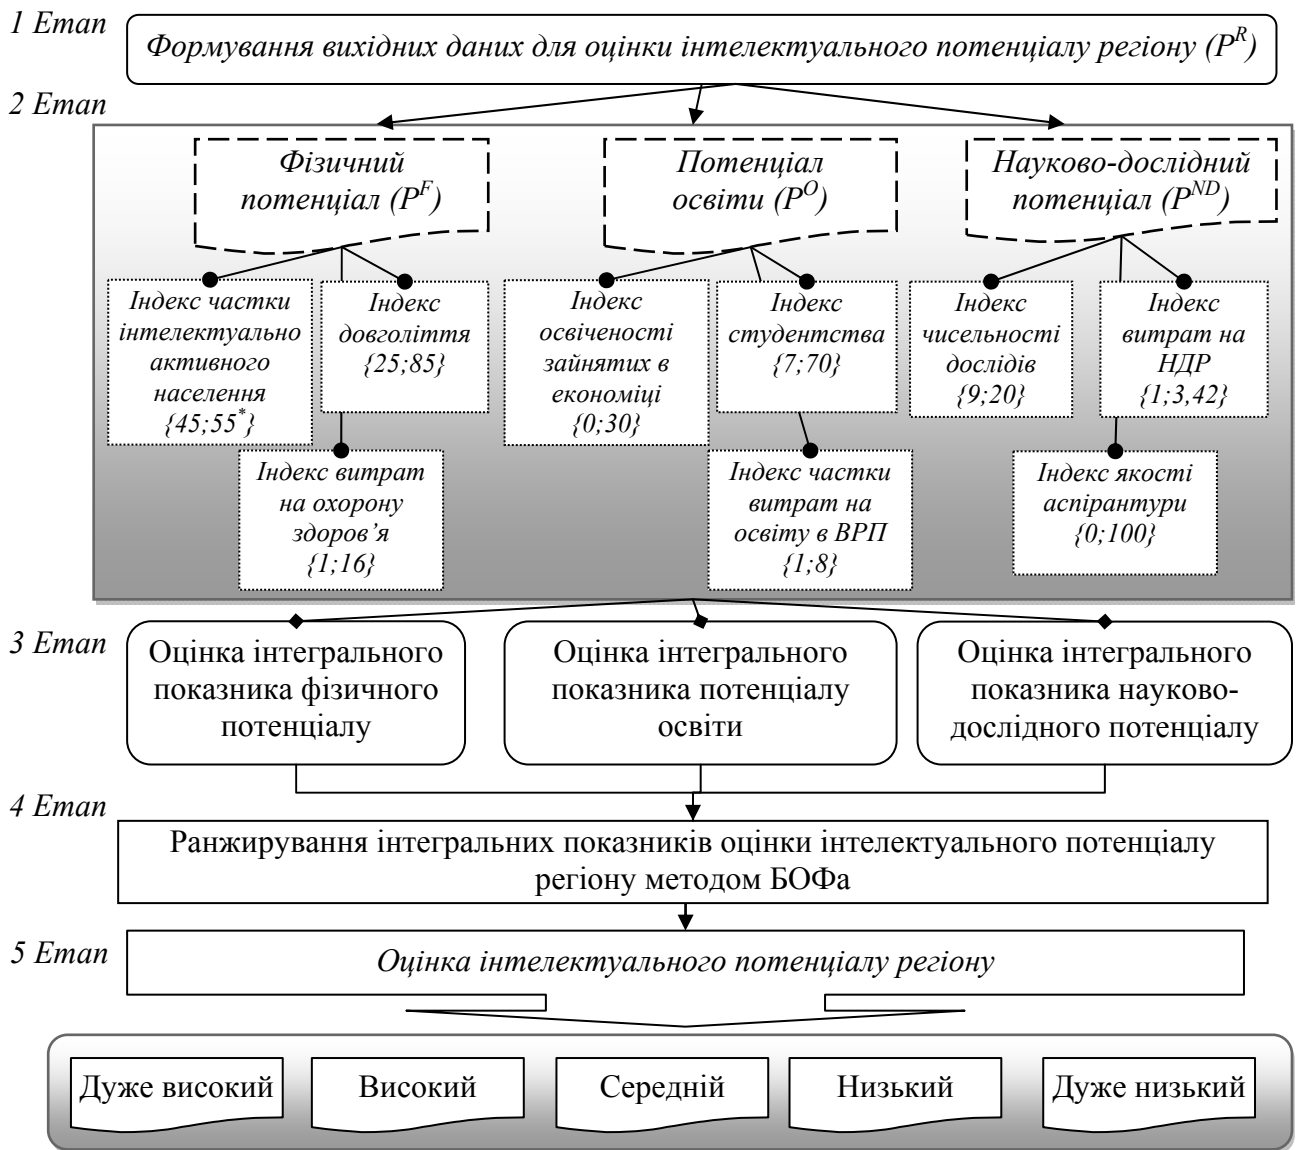 1 Етап
Формування вихідних даних для оцінки інтелектуального потенціалу регіону (P^R)
2 Етап
Фізичний
потенціал (P^F)
Потенціал
освіти (P^O)
Науково-дослідний
потенціал (P^ND)
Індекс частки
інтелектуально
активного
населення
{45;55*}
Індекс
довголіття
{25;85}
Індекс
освіченості
зайнятих в
економіці
{0;30}
Індекс
студентства
{7;70}
Індекс
чисельності
дослідів
{9;20}
Індекс
витрат на
НДР
{1;3,42}
Індекс витрат
на охорону
здоров’я
{1;16}
Індекс частки
витрат на
освіту в ВРП
{1;8}
Індекс якості
аспірантури
{0;100}
3 Етап
Оцінка інтегрального
показника фізичного
потенціалу
Оцінка інтегрального
показника потенціалу
освіти
Оцінка інтегрального
показника науково-
дослідного потенціалу
4 Етап
Ранжирування інтегральних показників оцінки інтелектуального потенціалу
регіону методом БОФа
5 Етап
Оцінка інтелектуального потенціалу регіону
Дуже високий
Високий
Середній
Низький
Дуже низький